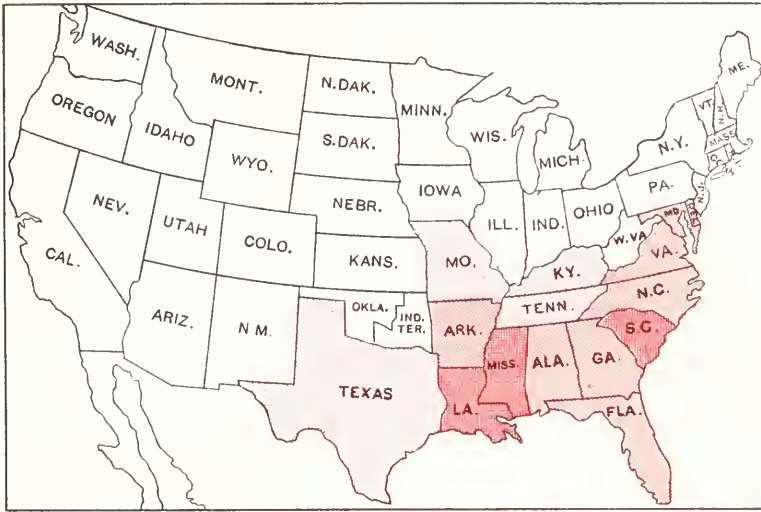 WASH.
MONT.
N.DAK.
MINN.
ME.
VT.
N.H.
OREGON
IDAHO
S.DAK.
WIS.
MICH.
N.Y.
MASS
WYO.
IOWA
PA.
N.J.
NEV.
UTAH
COLO.
NEBR.
ILL.
IND.
OHIO
MD.
DEL
W.VA
VA.
CAL.
KANS.
MO.
KY.
N.C.
ARIZ.
N M.
OKLA.
IND.
TER.
ARK.
TENN.
S.C.
TEXAS
LA.
MISS.
ALA.
GA.
FLA.